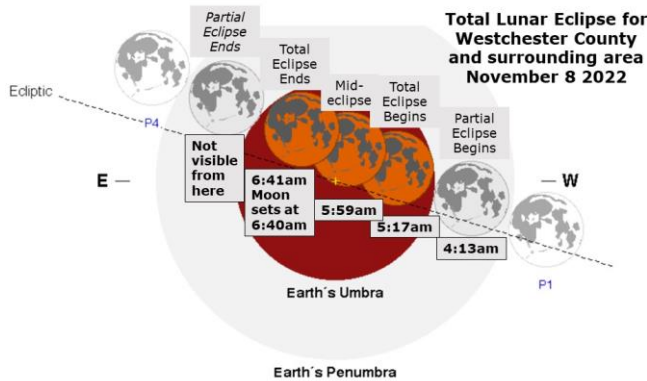 Total Lunar Eclipse for
Westchester County
and surrounding area
November 8 2022
Partial
Eclipse
Ends
Total
Eclipse
Ends
Mid-
eclipse
Total
Eclipse
Begins
Partial
Eclipse
Begins
Ecliptic
P4
Not
visible
from
here
E
W
6:41am
Moon
sets at
6:40am
5:59am
5:17am
4:13am
P1
Earth's Umbra
Earth's Penumbra